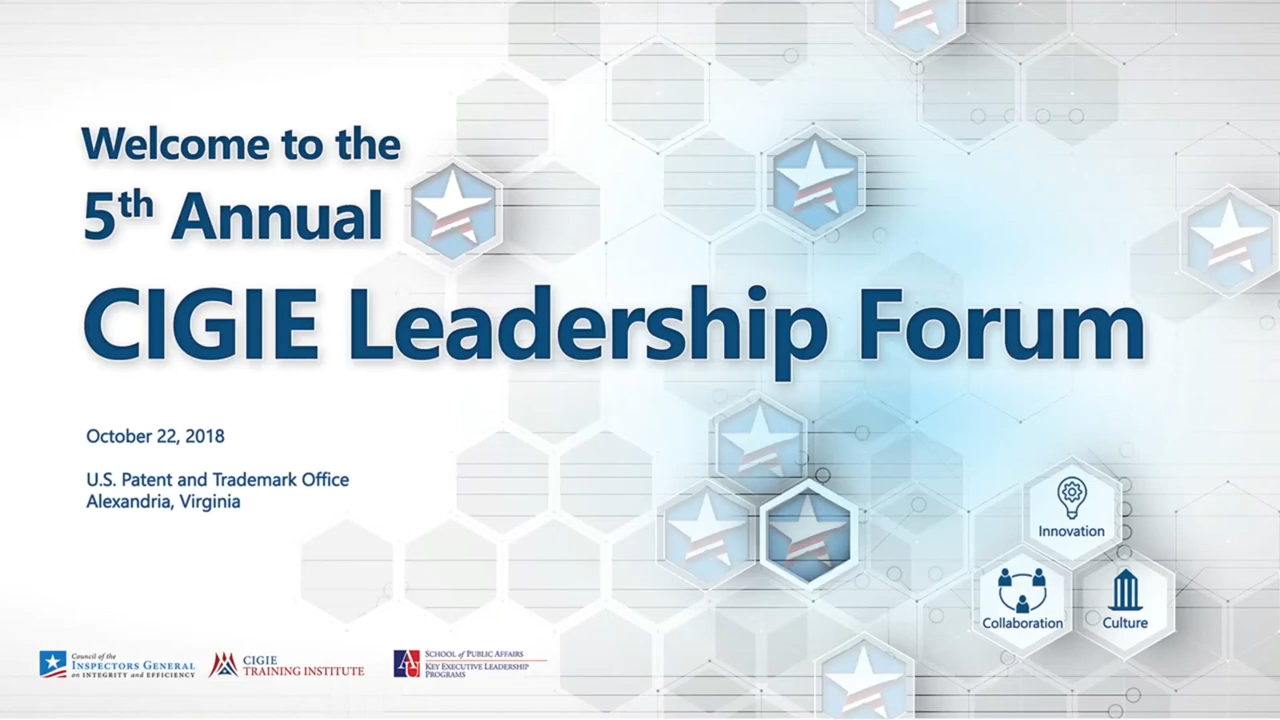 Welcome to the
5th Annual
CIGIE Leadership Forum
October 22, 2018
U.S. Patent and Trademark Office
Alexandria, Virginia
Innovation
Collaboration
Culture
Council of the
INSPECTORS GENERAL
on INTEGRITY and EFFICIENCY
CIGIE
TRAINING INSTITUTE
AU
SCHOOL of PUBLIC AFFAIRS
KEY EXECUTIVE LEADERSHIP
PROGRAMS